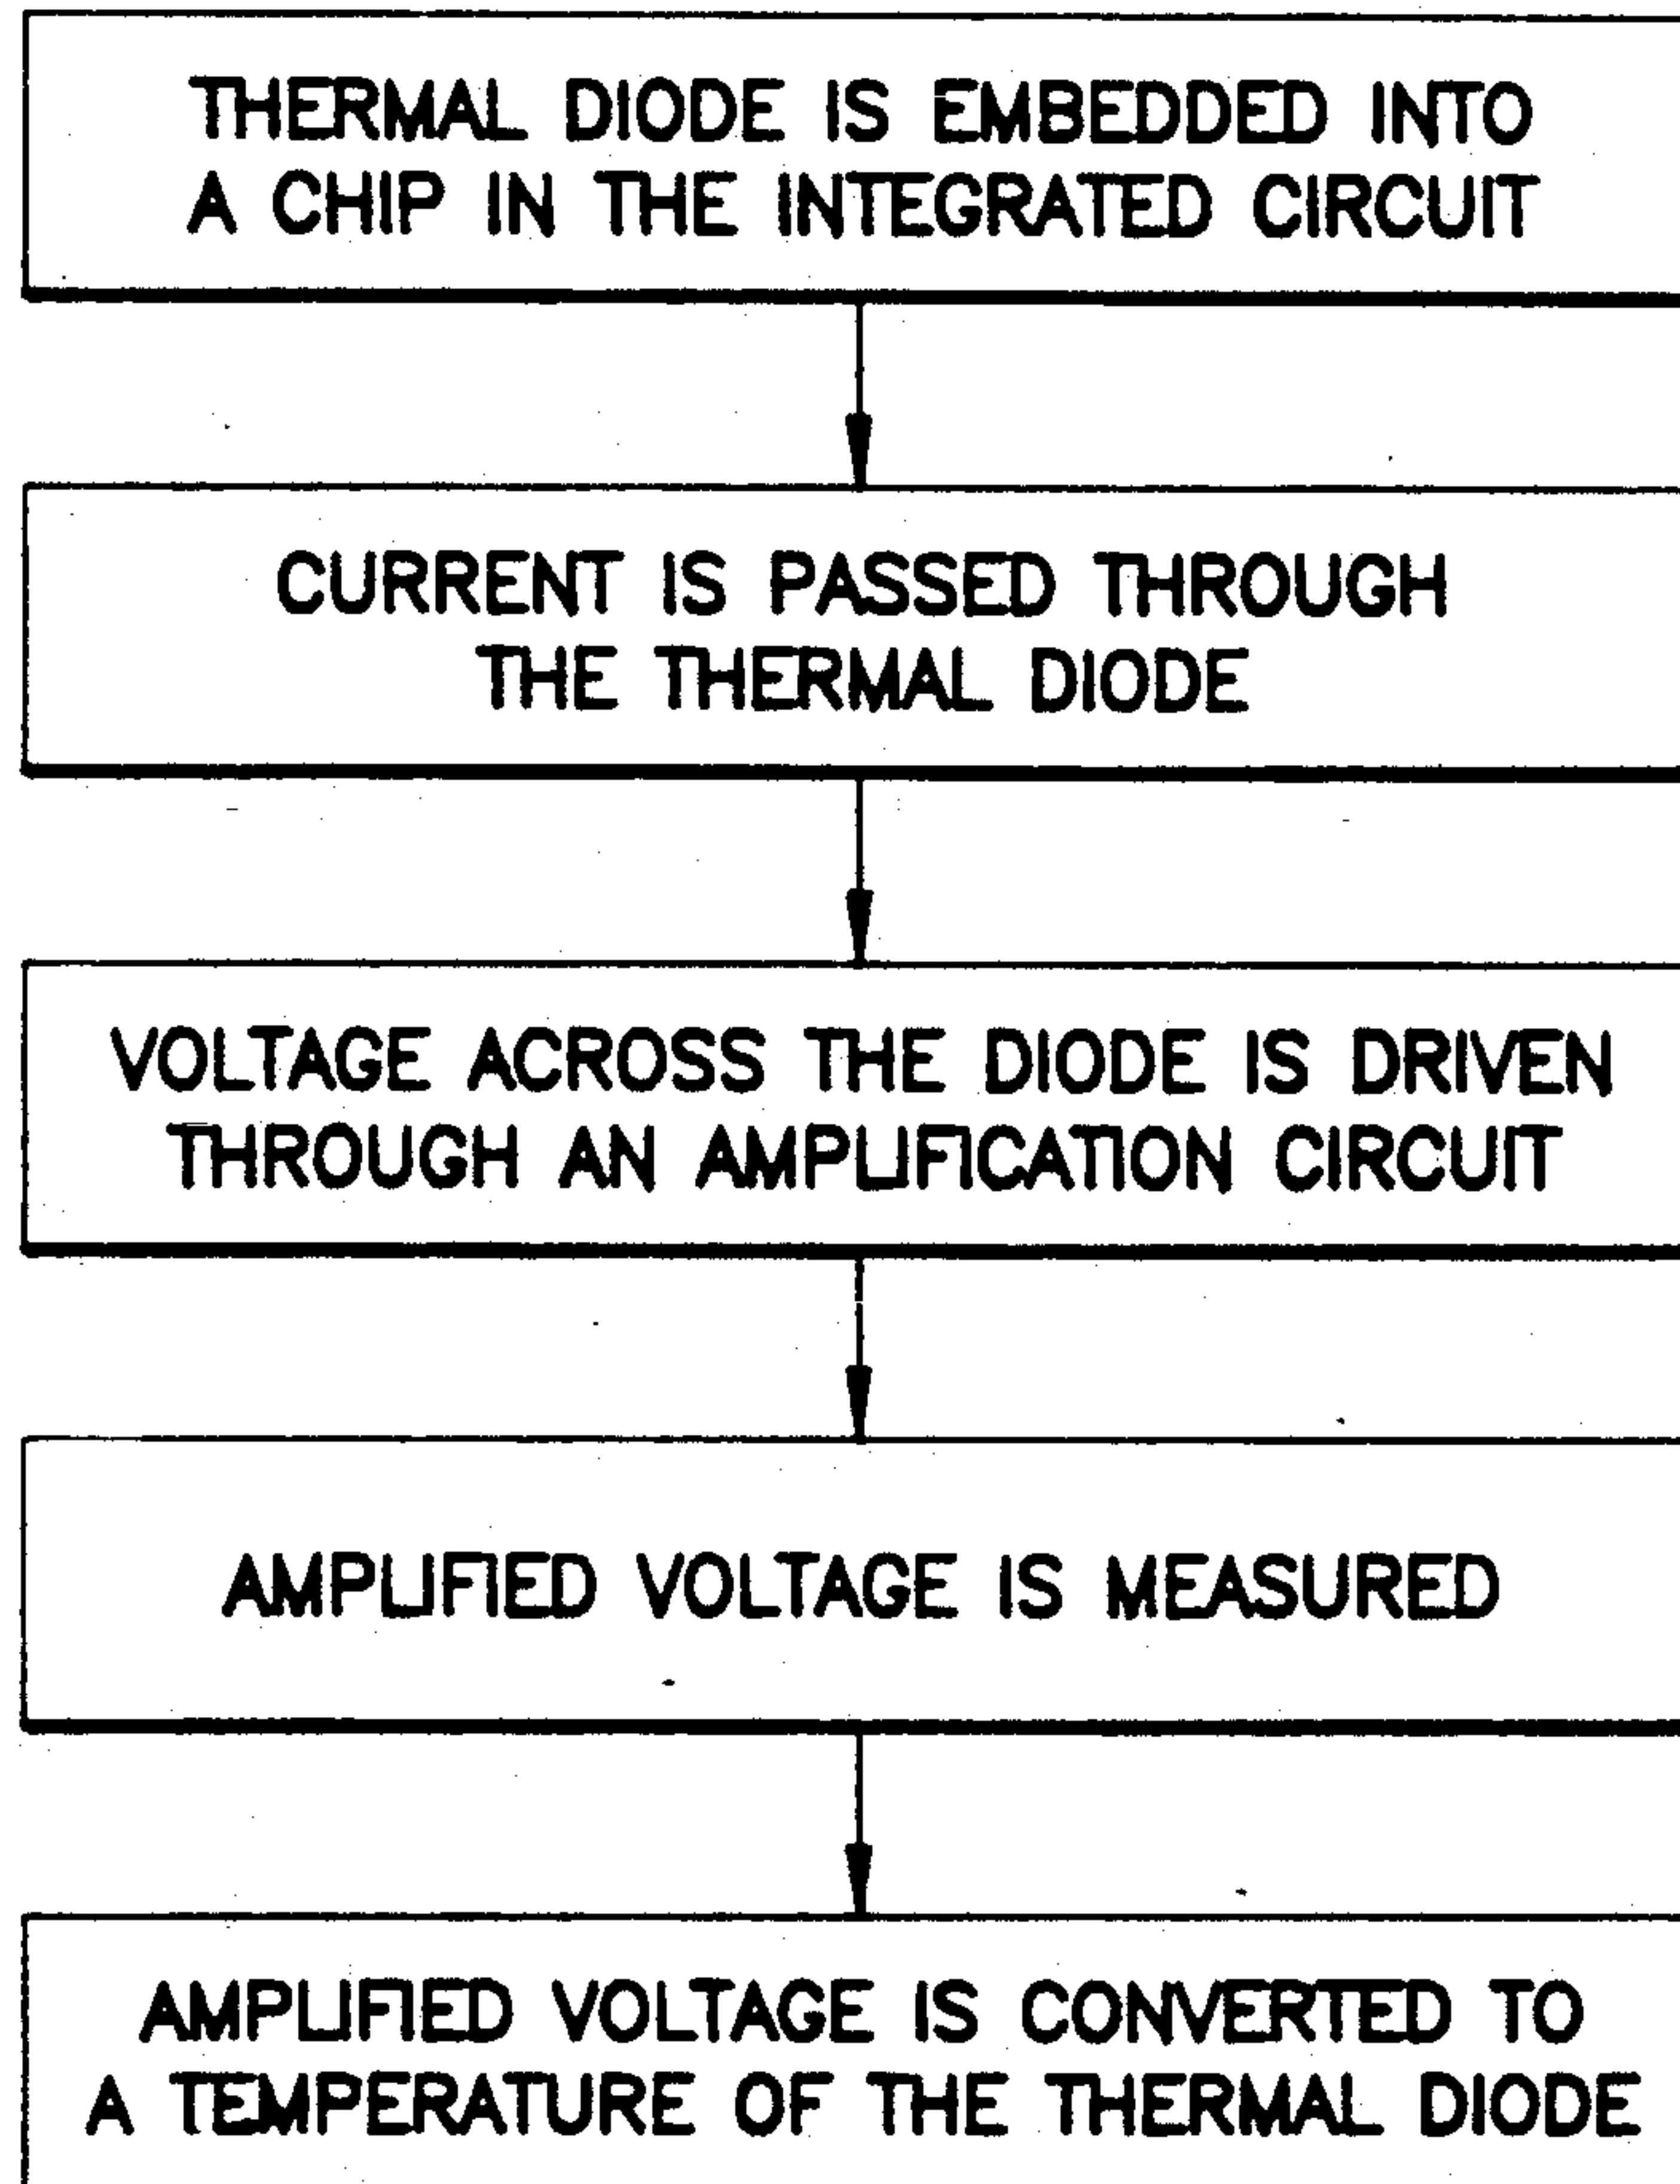 THERMAL DIODE IS EMBEDDED INTO
A CHIP IN THE INTEGRATED CIRCUIT
CURRENT IS PASSED THROUGH
THE THERMAL DIODE
VOLTAGE ACROSS THE DIODE IS DRIVEN
THROUGH AN AMPLIFICATION CIRCUIT
AMPLIFIED VOLTAGE IS MEASURED
AMPLIFIED VOLTAGE IS CONVERTED TO
A TEMPERATURE OF THE THERMAL DIODE